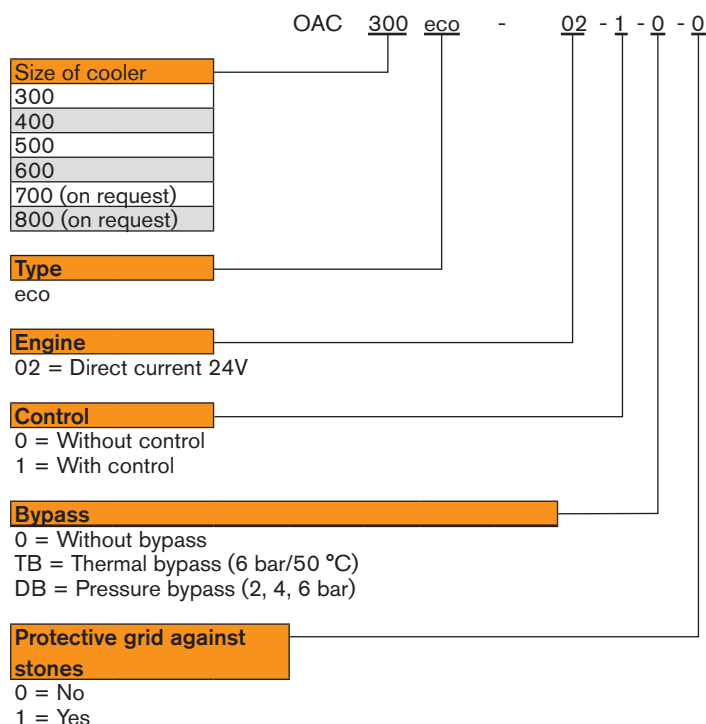 OAC 300 eco - 02 - 1 - 0 - 0
Size of cooler
300
400
500
600
700 (on request)
800 (on request)
Type
eco
Engine
02 = Direct current 24V
Control
0 = Without control
1 = With control
Bypass
0 = Without bypass
TB = Thermal bypass (6 bar/50 °C)
DB = Pressure bypass (2, 4, 6 bar)
Protective grid against
stones
0 = No
1 = Yes